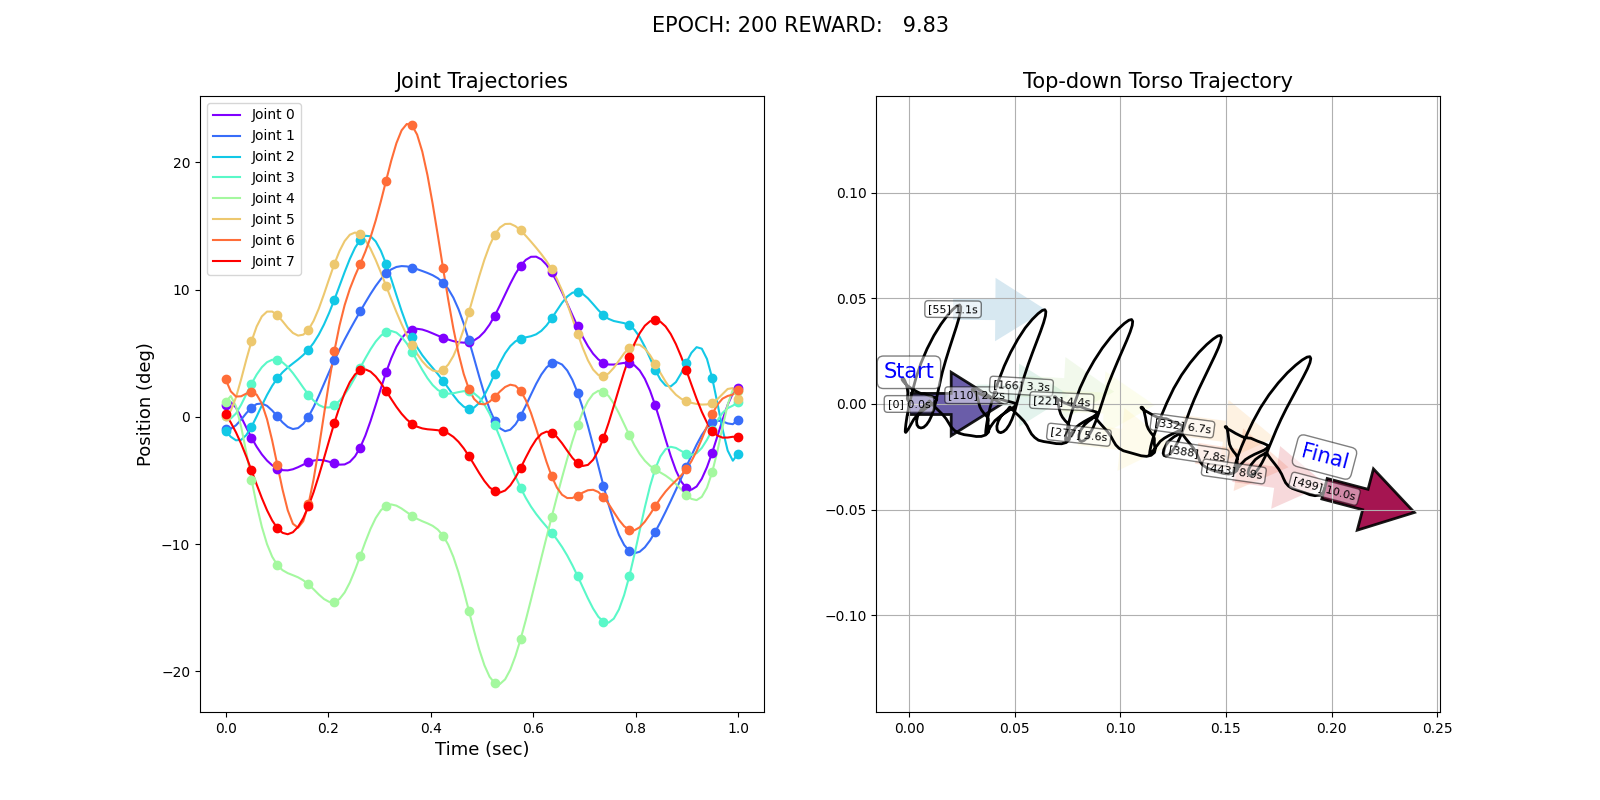 EPOCH: 200 REWARD:   9.83
Joint Trajectories
Position (deg)
20
10
0
−10
−20
Joint 0
Joint 1
Joint 2
Joint 3
Joint 4
Joint 5
Joint 6
Joint 7
0.0 0.2 0.4 0.6 0.8 1.0
Time (sec)
Top-down Torso Trajectory
0.10
0.05
0.00
−0.05
−0.10
[55] 1.1s
Start
[0] 0.0s
[110] 2.2s
[166] 3.3s
[221] 4.4s
[277] 5.6s
[332] 6.7s
[388] 7.8s
[443] 8.9s
Final
[499] 10.0s
0.00 0.05 0.10 0.15 0.20 0.25